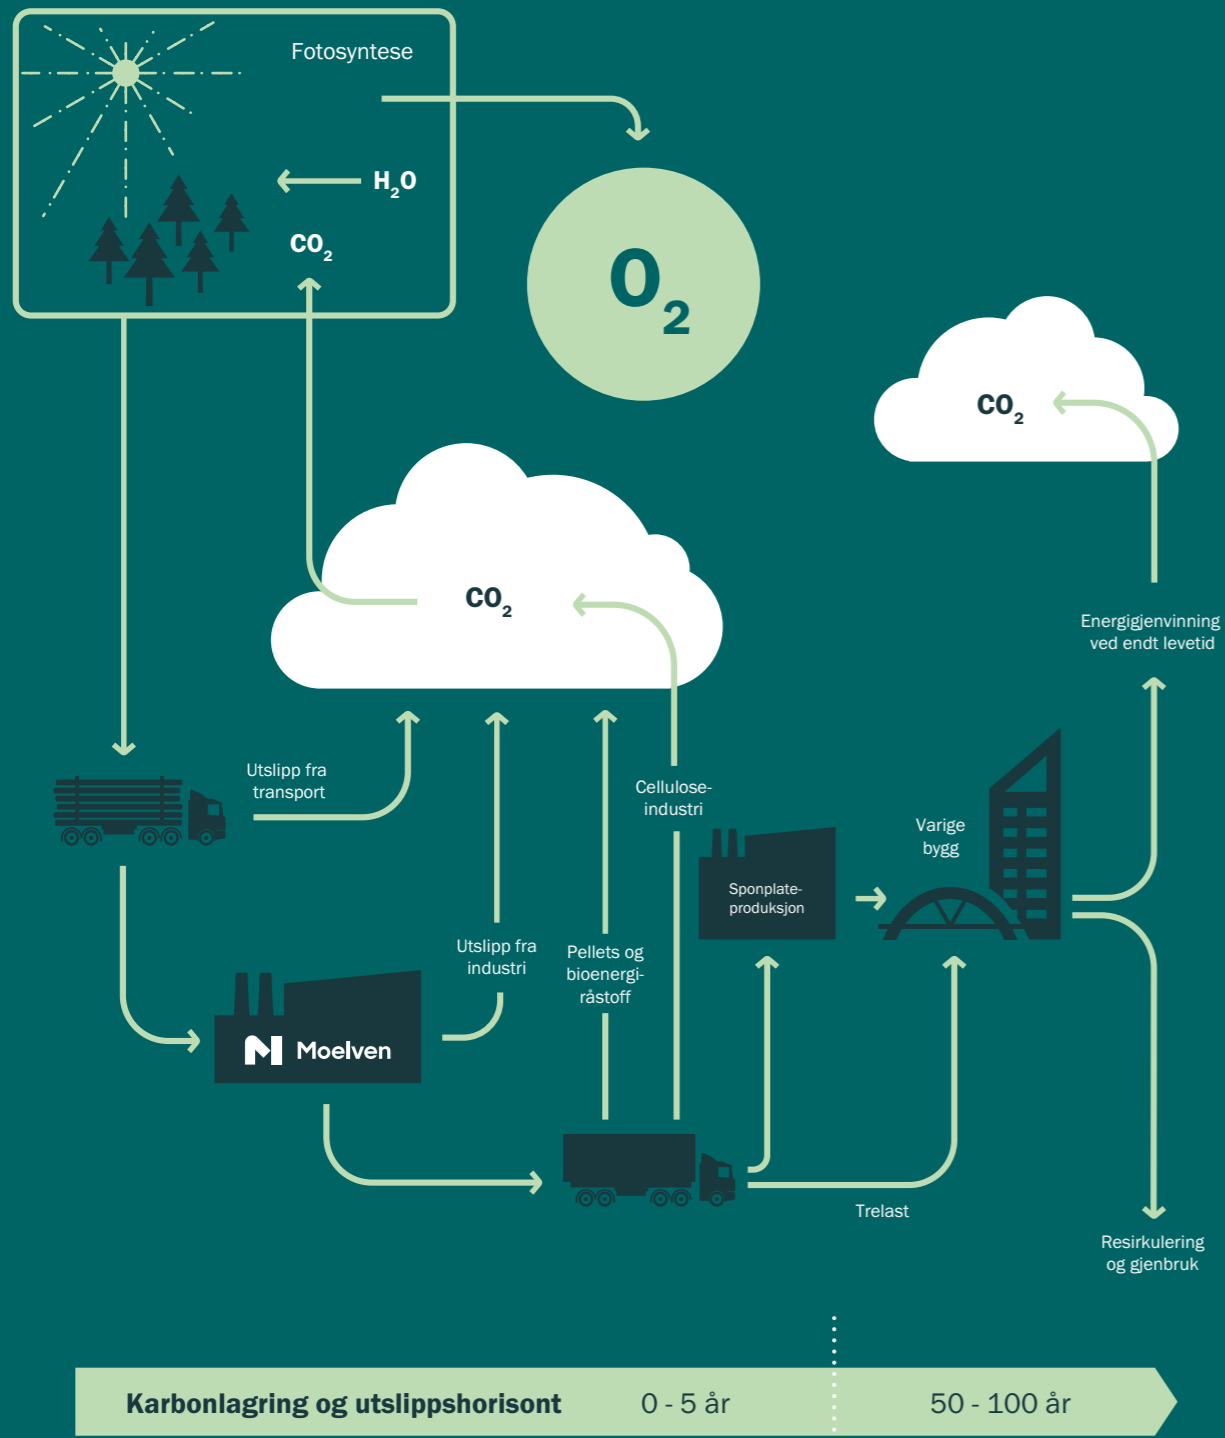 Fotosyntese
H₂O
CO₂
O₂
CO₂
CO₂
Energigjenvinning
ved endt levetid
Utslipp fra
transport
Cellulose-
industri
Varige
bygg
Sponplate-
produksjon
Utslipp fra
industri
Pellets og
bioenergi-
råstoff
Moelven
Trelast
Resirkulering
og gjenbruk
Karbonlagring og utslippshorisont 0 - 5 år 50 - 100 år